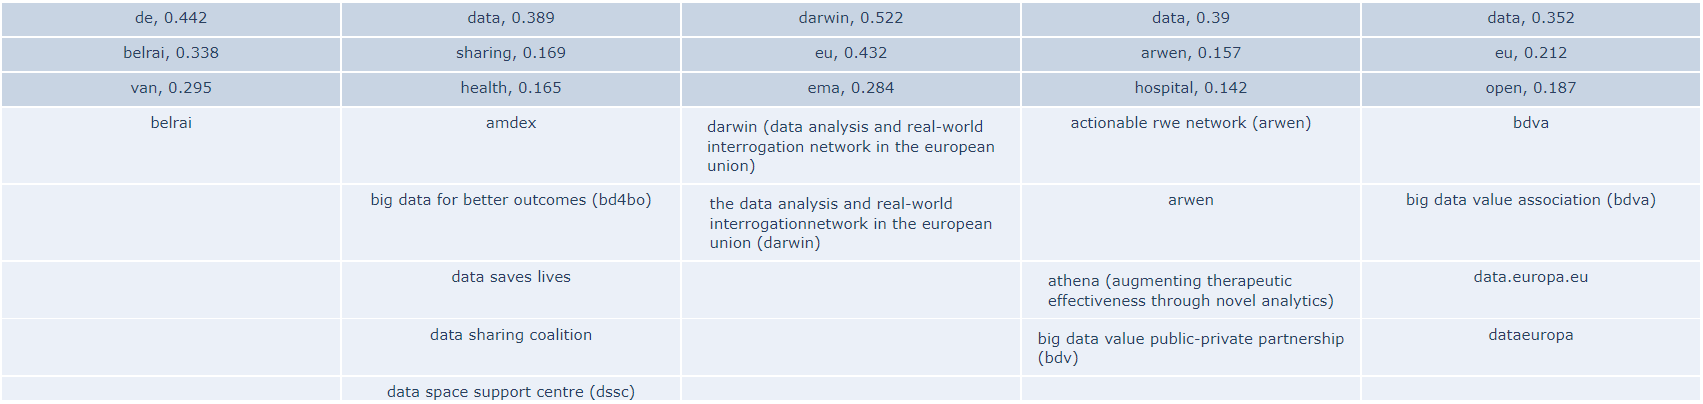 de, 0.442 data, 0.389 darwin, 0.522 data, 0.39 data, 0.352
belrai, 0.338 sharing, 0.169 eu, 0.432 arwen, 0.157 eu, 0.212
van, 0.295 health, 0.165 ema, 0.284 hospital, 0.142 open, 0.187
belrai amdex darwin (data analysis and real-world actionable rwe network (arwen) bdva
interrogation network in the european
union)
big data for better outcomes (bd4bo) the data analysis and real-world arwen big data value association (bdva)
interrogationnetwork in the european
union (darwin)
data saves lives athena (augmenting therapeutic data.europa.eu
effectiveness through novel analytics)
data sharing coalition big data value public-private partnership dataeuropa
(bdv)
data space support centre (dssc)